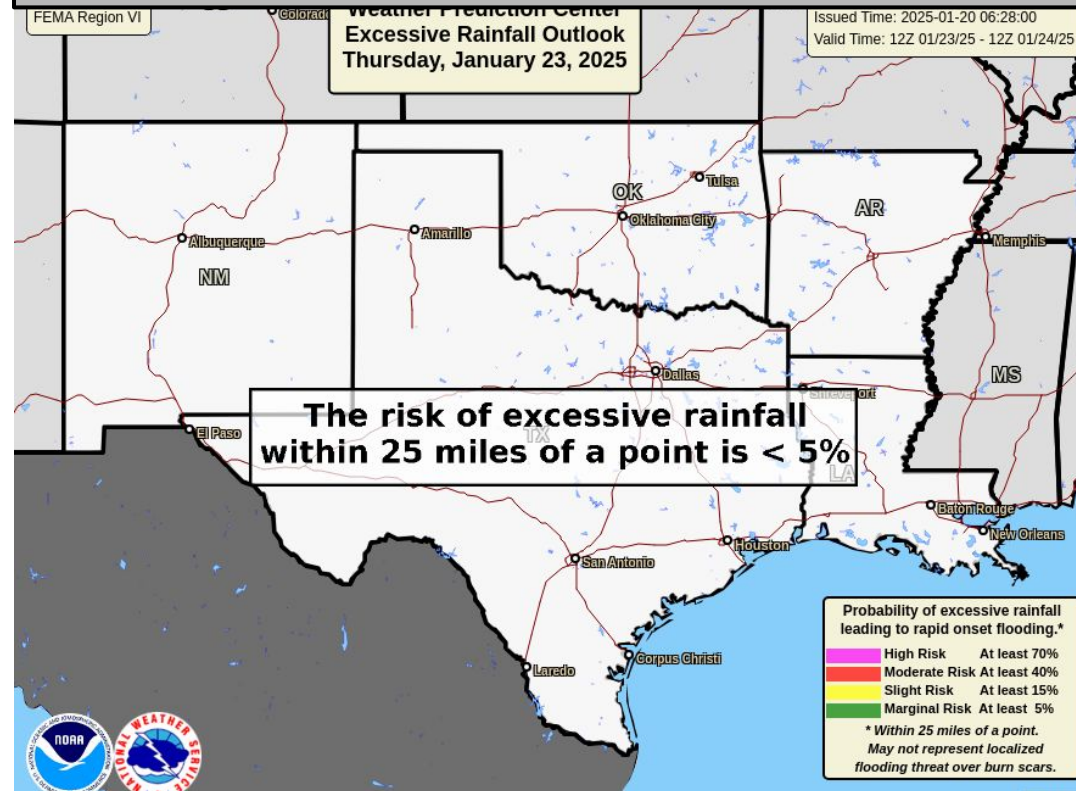 FEMA Region VI
Weather Prediction Center
Excessive Rainfall Outlook
Thursday, January 23, 2025
Issued Time: 2025-01-20 06:28:00
Valid Time: 12Z 01/23/25 - 12Z 01/24/25
Colorado
OK
Tulsa
Oklahoma City
AR
Albuquerque
Amarillo
Memphis
NM
Dallas
MS
Shreveport
The risk of excessive rainfall
El Paso
TX
within 25 miles of a point is < 5%
LA
Baton Rouge
New Orleans
Houston
San Antonio
Corpus Christi
Laredo
Probability of excessive rainfall
leading to rapid onset flooding.*
High Risk At least 70%
Moderate Risk At least 40%
Slight Risk At least 15%
Marginal Risk At least 5%
* Within 25 miles of a point.
May not represent localized
flooding threat over burn scars.
NOAA
NATIONAL WEATHER SERVICE